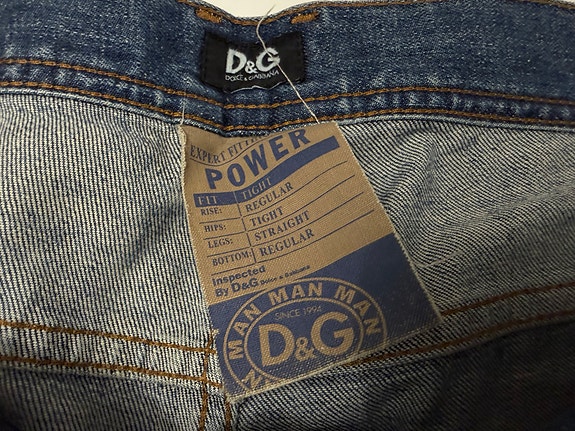 D&G
DOLCE & GABBANA
EXPERT FITTI
POWER
FIT TIGHT
RISE: REGULAR
HIPS: TIGHT
LEGS: STRAIGHT
BOTTOM: REGULAR
Inspected
By D&G Dolce & Gabbana
MAN MAN MAN
SINCE 1994
D&G